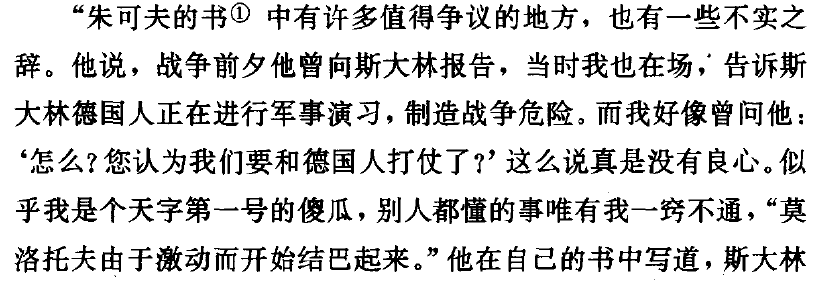 “朱可夫的书① 中有许多值得争议的地方，也有一些不实之
辞。他说，战争前夕他曾向斯大林报告，当时我也在场，告诉斯
大林德国人正在进行军事演习，制造战争危险。而我好像曾问他：
‘怎么？您认为我们要和德国人打仗了？’这么说真是没有良心。似
乎我是个天字第一号的傻瓜，别人都懂的事唯有我一窍不通，“莫
洛托夫由于激动而开始结巴起来。”他在自己的书中写道，斯大林